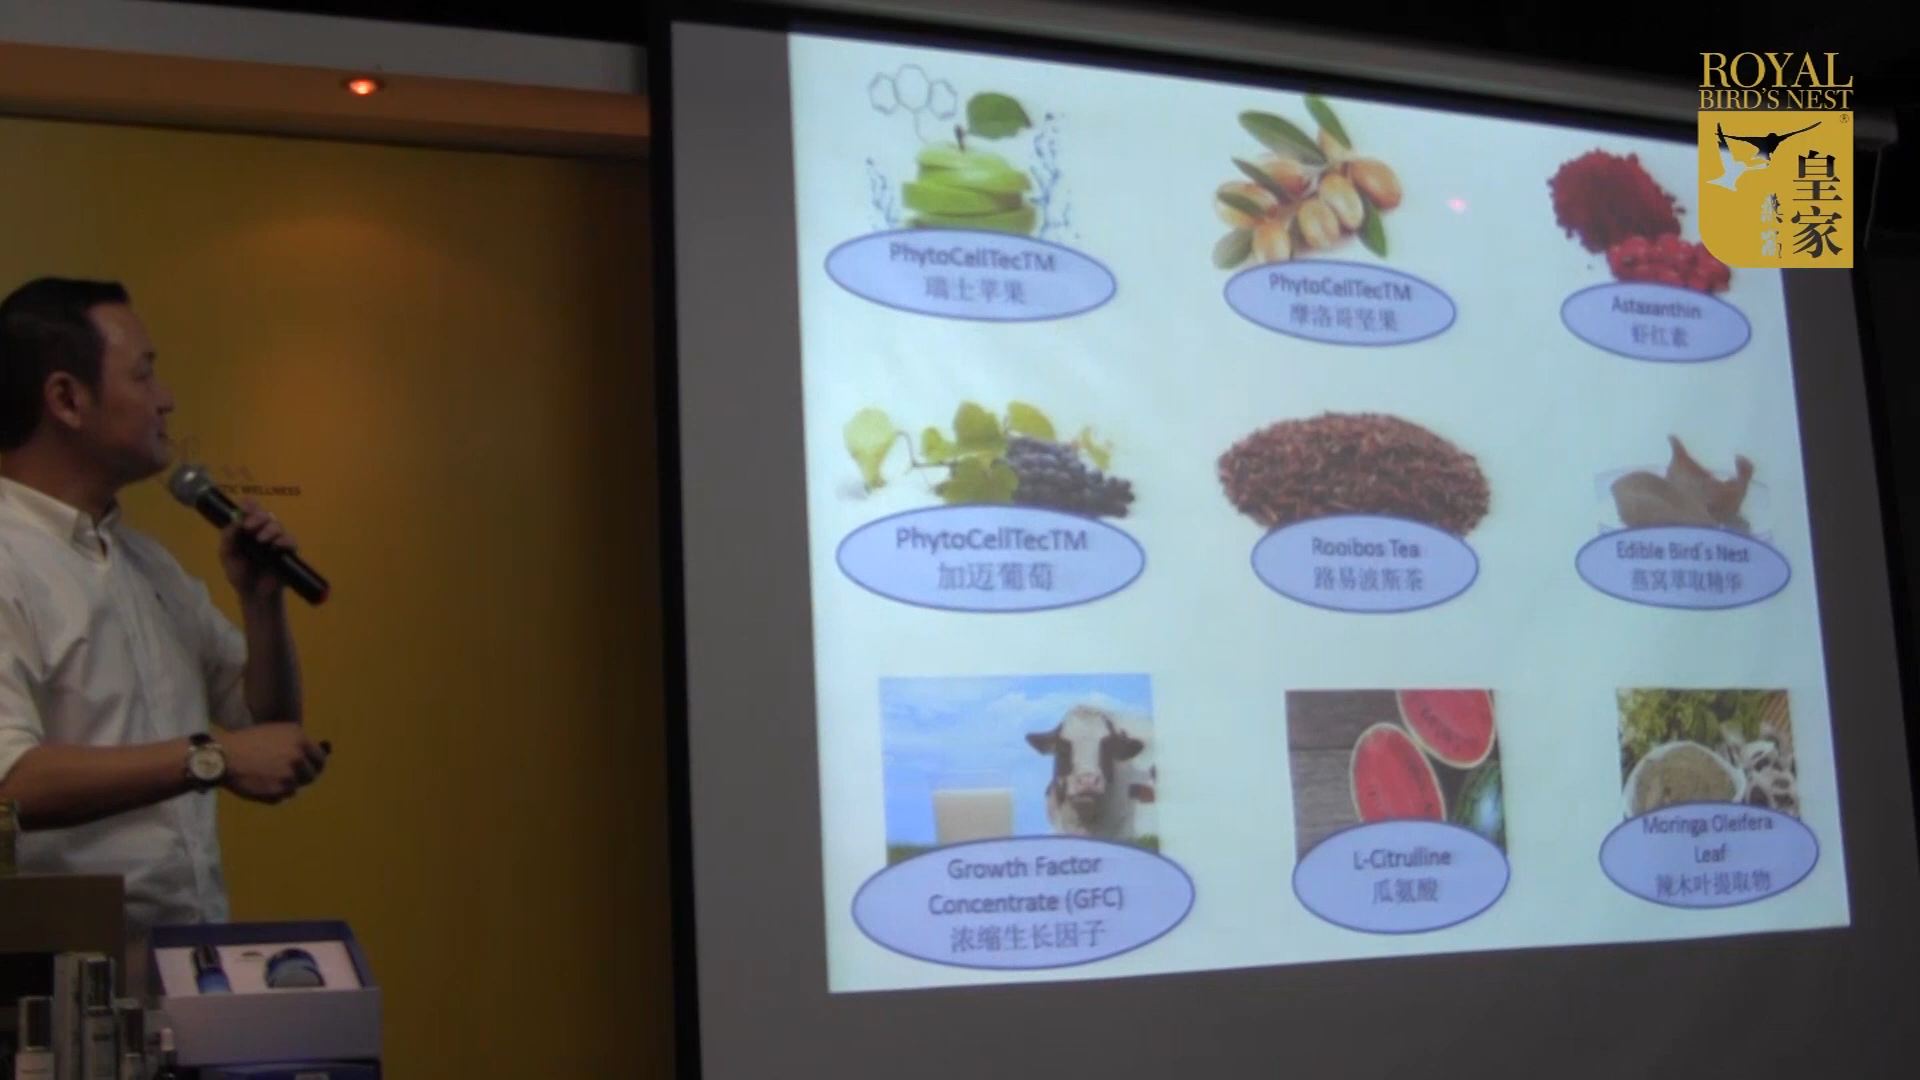 ROYAL
BIRD'S NEST
®
皇家
燕窝
PhytoCellTecTM
瑞士苹果
PhytoCellTecTM
摩洛哥坚果
Astaxanthin
虾红素
PhytoCellTecTM
加迈葡萄
Rooibos Tea
路易波斯茶
Edible Bird's Nest
燕窝萃取精华
Growth Factor
Concentrate (GFC)
浓缩生长因子
L-Citrulline
瓜氨酸
Moringa Oleifera
Leaf
辣木叶提取物
WELLNESS